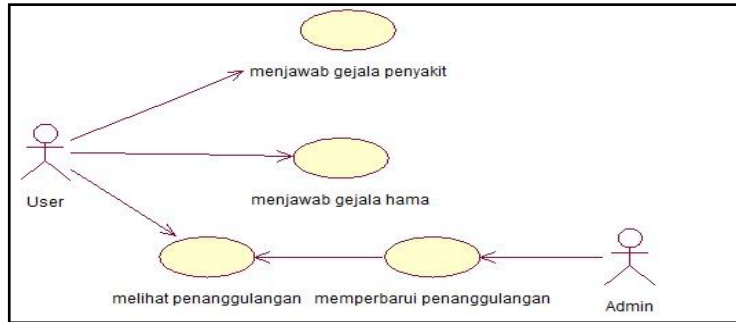 menjawab gejala penyakit
User
menjawab gejala hama
melihat penanggulangan
memperbarui penanggulangan
Admin